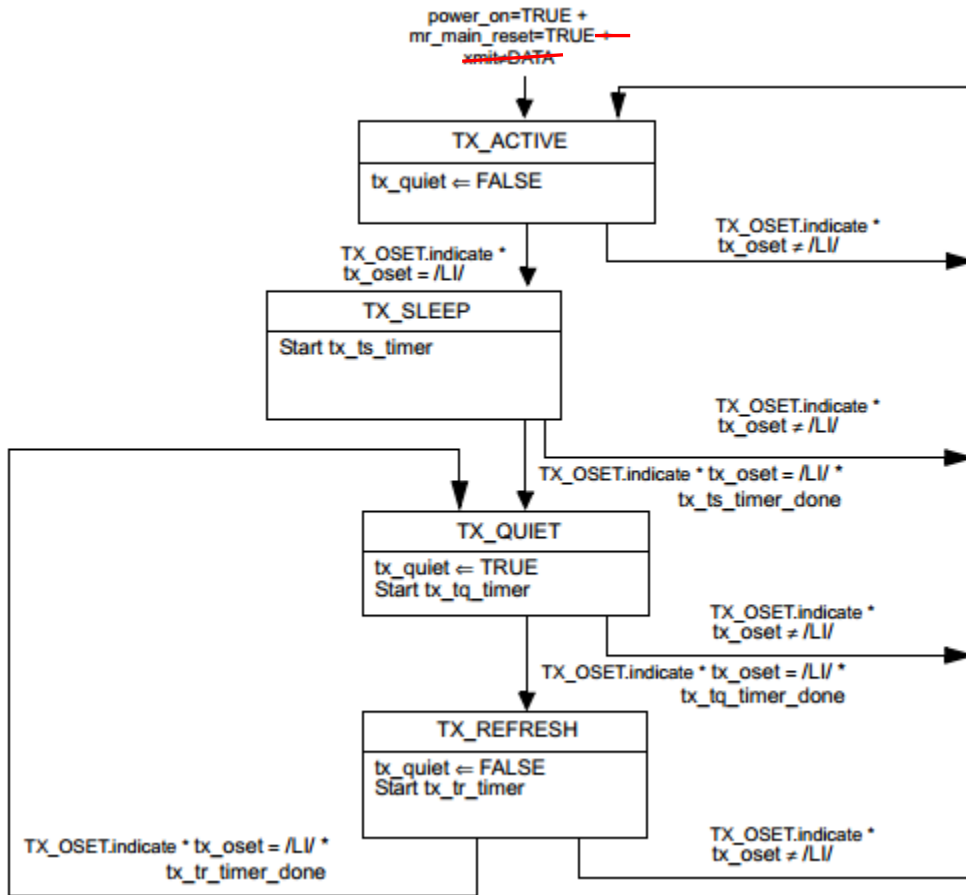 power_on=TRUE +
mr_main_reset=TRUE +
xmit≠DATA
TX_ACTIVE
tx_quiet ⇐ FALSE
TX_OSET.indicate *
tx_oset ≠ /LI/
TX_OSET.indicate *
tx_oset = /LI/
TX_SLEEP
Start tx_ts_timer
TX_OSET.indicate *
tx_oset ≠ /LI/
TX_OSET.indicate * tx_oset = /LI/ *
tx_ts_timer_done
TX_QUIET
tx_quiet ⇐ TRUE
Start tx_tq_timer
TX_OSET.indicate *
tx_oset ≠ /LI/
TX_OSET.indicate * tx_oset = /LI/ *
tx_tq_timer_done
TX_REFRESH
tx_quiet ⇐ FALSE
Start tx_tr_timer
TX_OSET.indicate *
tx_oset ≠ /LI/
TX_OSET.indicate * tx_oset = /LI/ *
tx_tr_timer_done